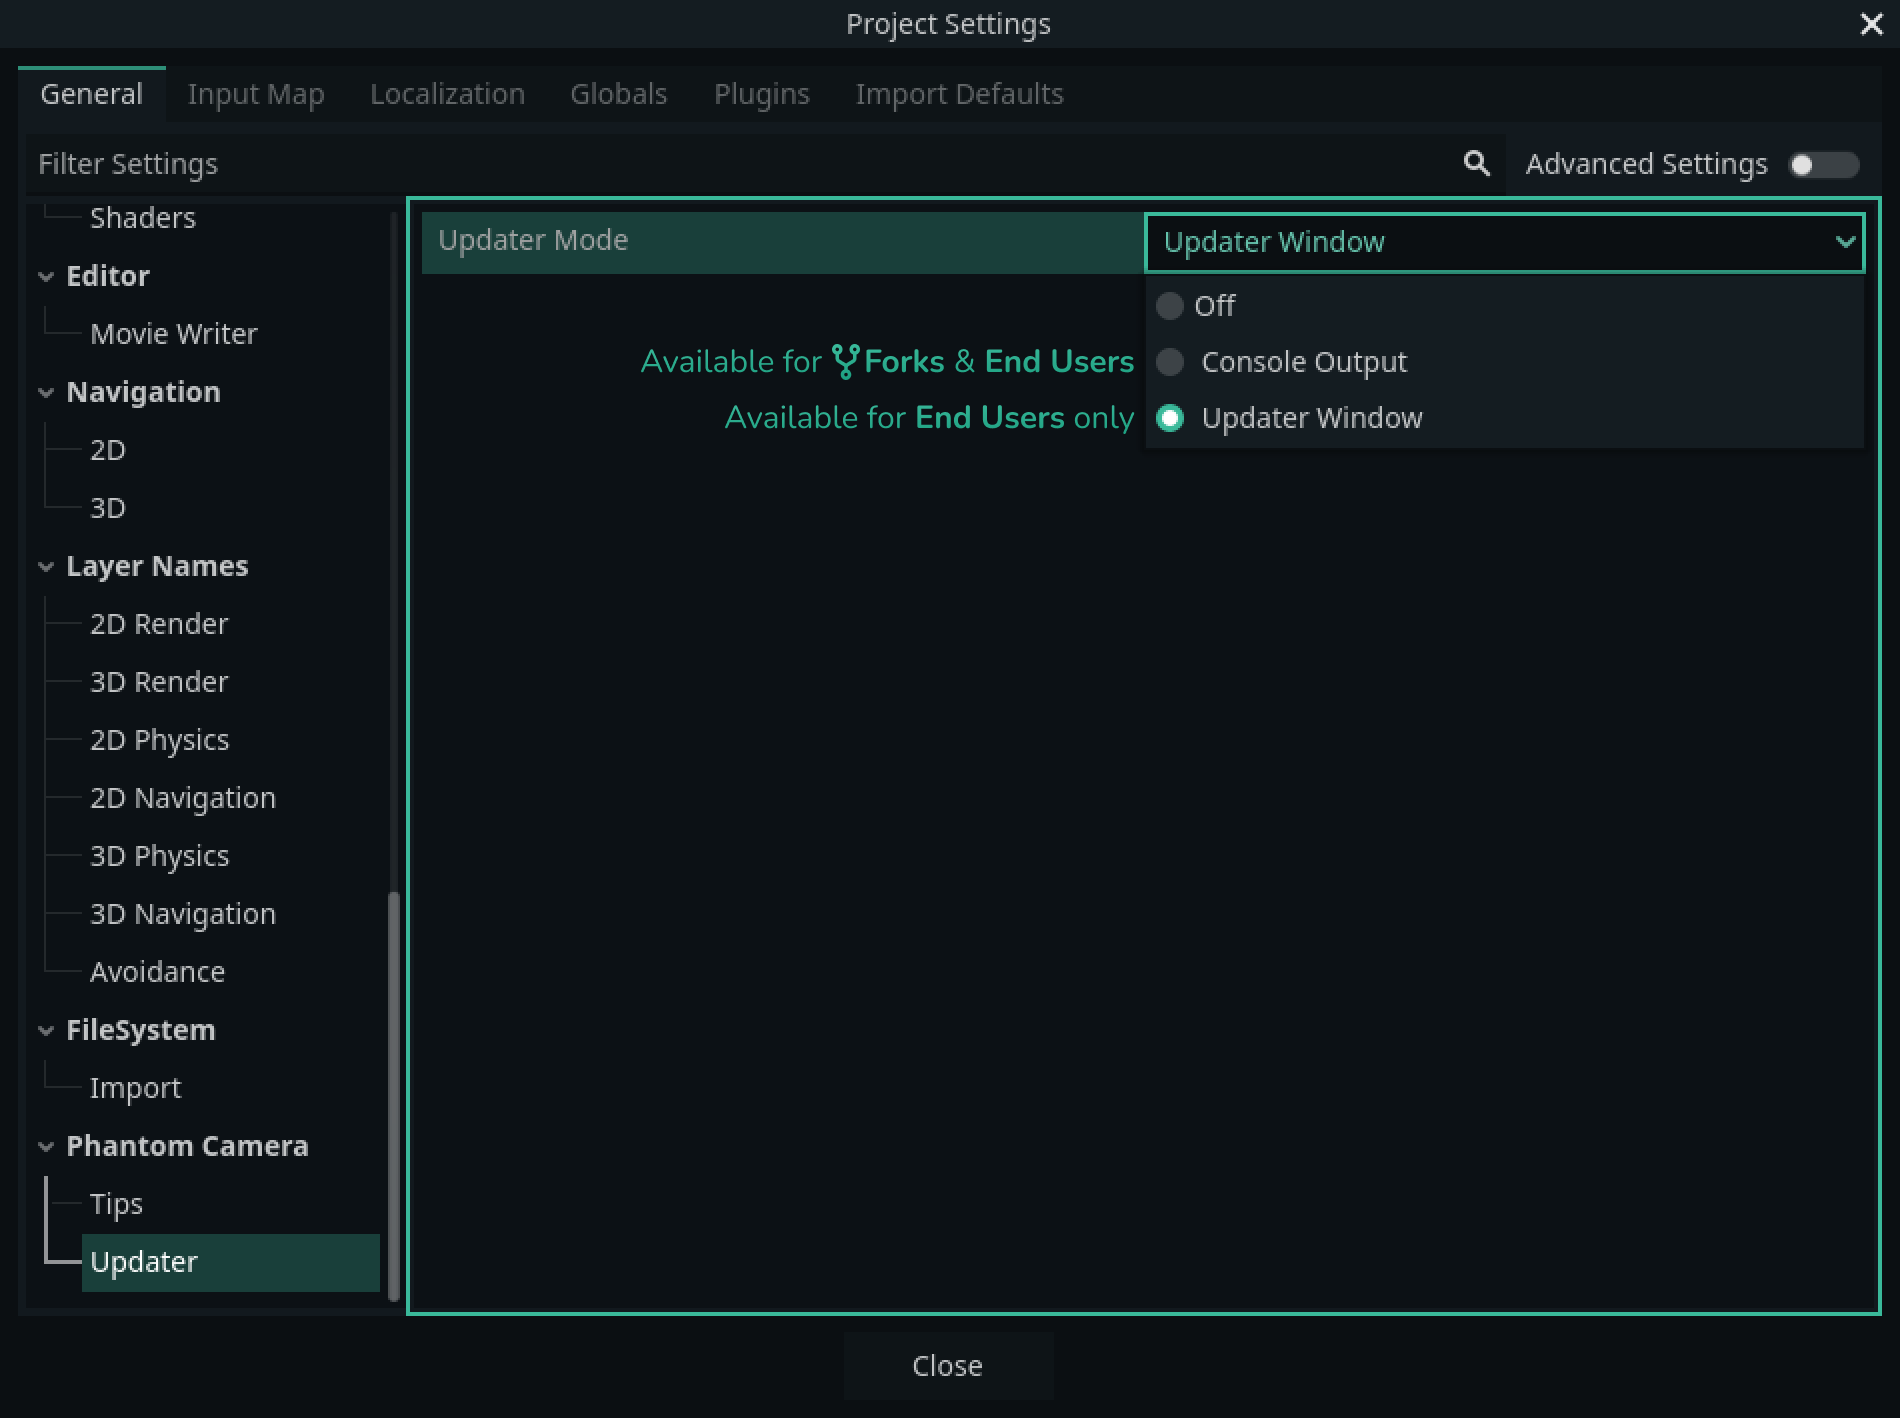 Project Settings
General Input Map Localization Globals Plugins Import Defaults
Filter Settings Advanced Settings
Shaders
Editor
Movie Writer
Navigation
2D
3D
Layer Names
2D Render
3D Render
2D Physics
2D Navigation
3D Physics
3D Navigation
Avoidance
FileSystem
Import
Phantom Camera
Tips
Updater
Updater Mode Updater Window
Off
Available for Forks & End Users Console Output
Available for End Users only Updater Window
Close